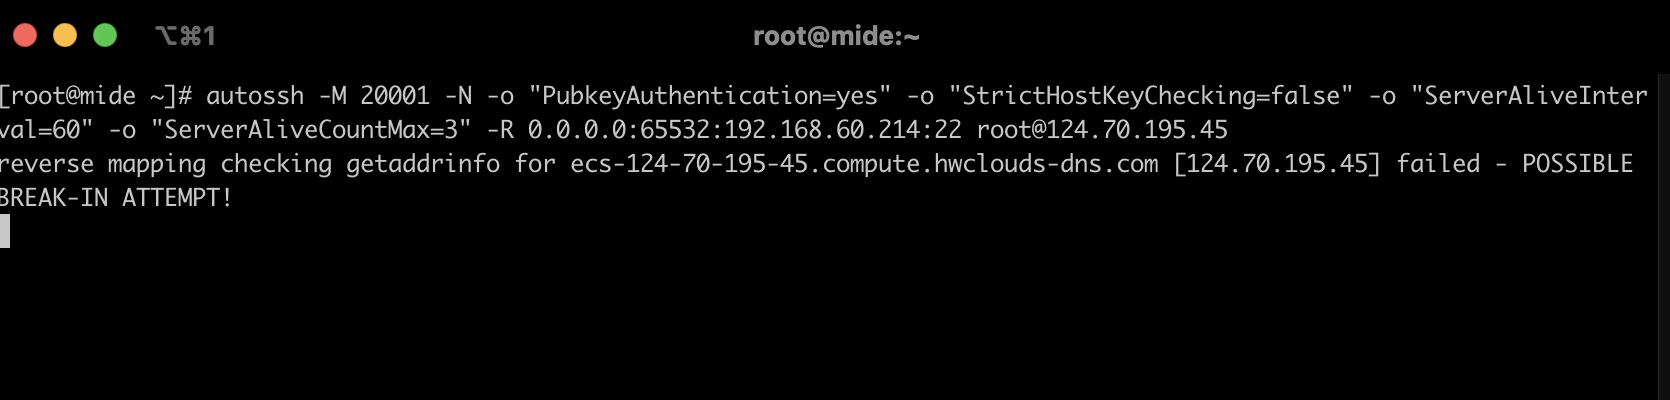 ⌥⌘1
root@mide:~
[root@mide ~]# autossh -M 20001 -N -o "PubkeyAuthentication=yes" -o "StrictHostKeyChecking=false" -o "ServerAliveInter
val=60" -o "ServerAliveCountMax=3" -R 0.0.0.0:65532:192.168.60.214:22 root@124.70.195.45
reverse mapping checking getaddrinfo for ecs-124-70-195-45.compute.hwclouds-dns.com [124.70.195.45] failed - POSSIBLE
BREAK-IN ATTEMPT!